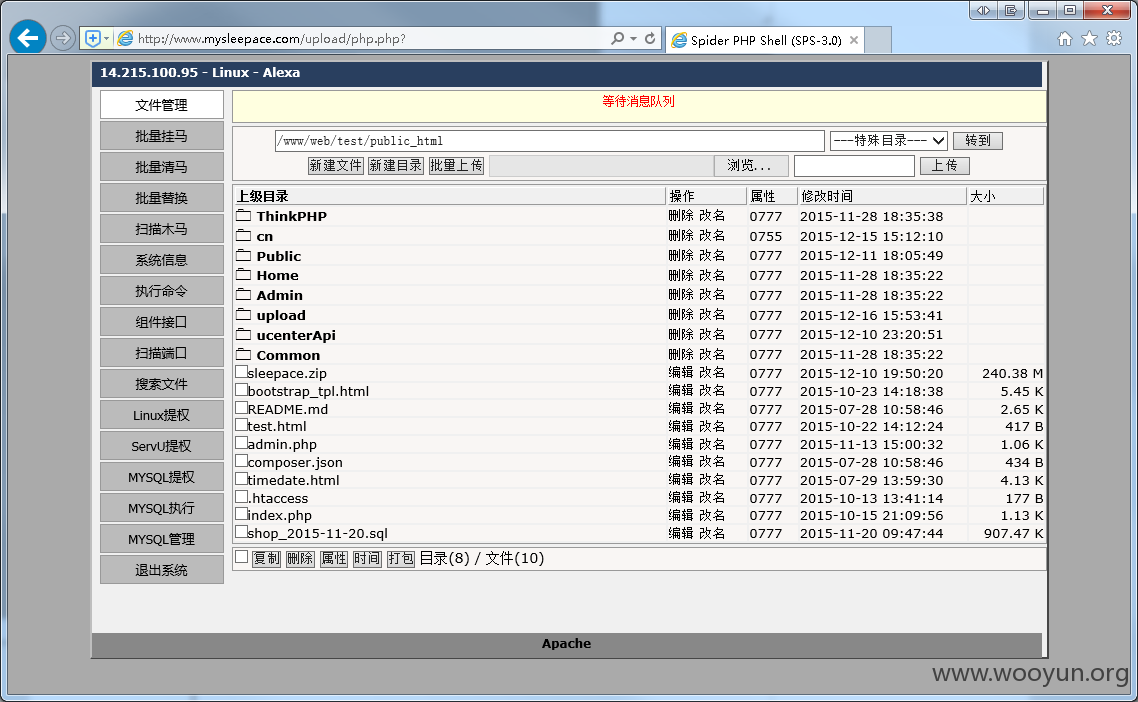 http://www.mysleepace.com/upload/php.php?
Spider PHP Shell (SPS-3.0)
14.215.100.95 - Linux - Alexa
文件管理
批量挂马
批量清马
批量替换
扫描木马
系统信息
执行命令
组件接口
扫描端口
搜索文件
Linux提权
ServU提权
MYSQL提权
MYSQL执行
MYSQL管理
退出系统
等待消息队列
/www/web/test/public_html ---特殊目录--- 转到
新建文件 新建目录 批量上传 浏览... 上传
上级目录 操作 属性 修改时间 大小
ThinkPHP 删除 改名 0777 2015-11-28 18:35:38
cn 删除 改名 0755 2015-12-15 15:12:10
Public 删除 改名 0777 2015-12-11 18:05:49
Home 删除 改名 0777 2015-11-28 18:35:22
Admin 删除 改名 0777 2015-11-28 18:35:22
upload 删除 改名 0777 2015-12-16 15:53:41
ucenterApi 删除 改名 0777 2015-12-10 23:20:51
Common 删除 改名 0777 2015-11-28 18:35:22
sleepace.zip 编辑 改名 0777 2015-12-10 19:50:20 240.38 M
bootstrap_tpl.html 编辑 改名 0777 2015-10-23 14:18:38 5.45 K
README.md 编辑 改名 0777 2015-07-28 10:58:46 2.65 K
test.html 编辑 改名 0777 2015-10-22 14:12:24 417 B
admin.php 编辑 改名 0777 2015-11-13 15:00:32 1.06 K
composer.json 编辑 改名 0777 2015-07-28 10:58:46 434 B
timedate.html 编辑 改名 0777 2015-07-29 13:59:30 4.13 K
.htaccess 编辑 改名 0777 2015-10-13 13:41:14 177 B
index.php 编辑 改名 0777 2015-10-15 21:09:56 1.13 K
shop_2015-11-20.sql 编辑 改名 0777 2015-11-20 09:47:44 907.47 K
复制 删除 属性 时间 打包 目录(8) / 文件(10)
Apache
www.wooyun.org